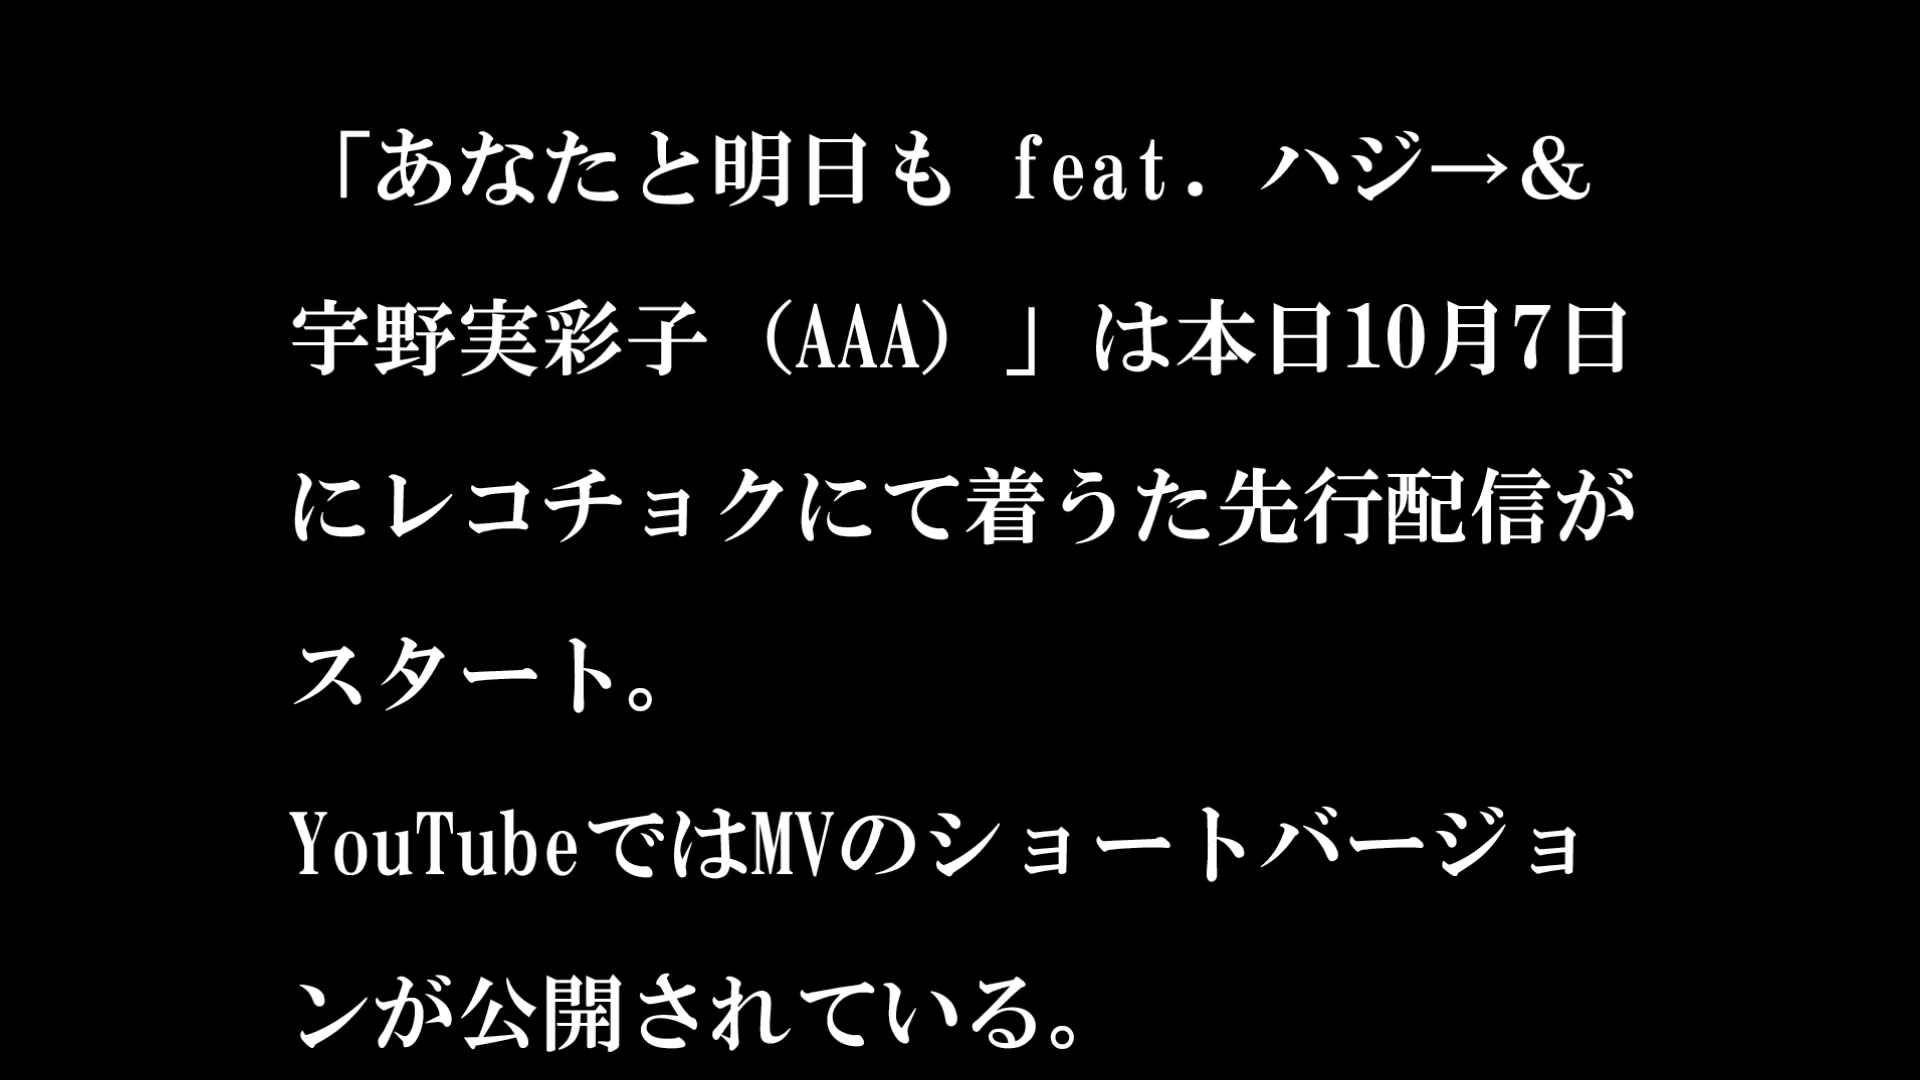 「あなたと明日も feat. ハジ→&
宇野実彩子（AAA）」は本日10月7日
にレコチョクにて着うた先行配信が
スタート。
YouTubeではMVのショートバージョ
ンが公開されている。